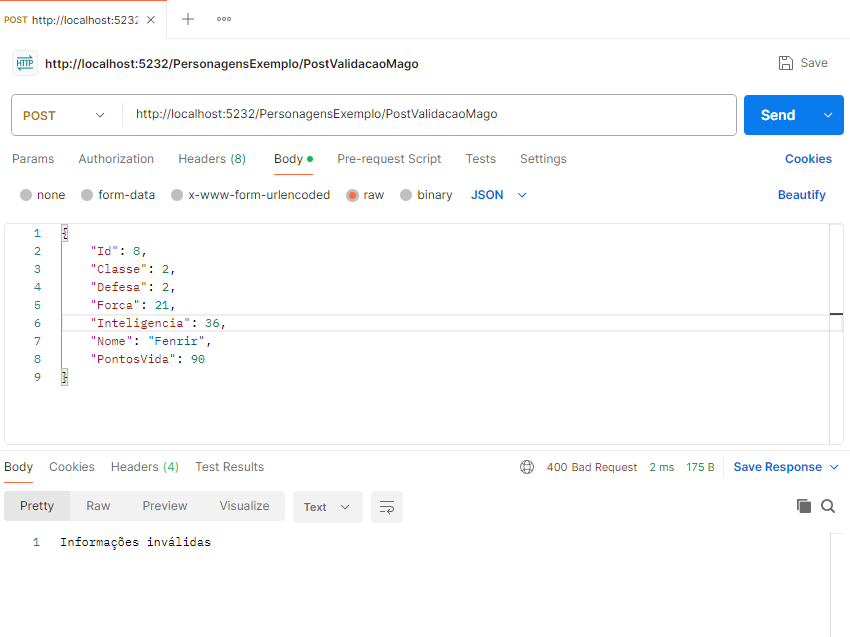 POST http://localhost:5232
HTTP http://localhost:5232/PersonagensExemplo/PostValidacaoMago Save
POST http://localhost:5232/PersonagensExemplo/PostValidacaoMago Send
Params Authorization Headers (8) Body Pre-request Script Tests Settings Cookies
none form-data x-www-form-urlencoded raw binary JSON Beautify
1 {
2 "Id": 8,
3 "Classe": 2,
4 "Defesa": 2,
5 "Forca": 21,
6 "Inteligencia": 36,
7 "Nome": "Fenrir",
8 "PontosVida": 90
9 }
Body Cookies Headers (4) Test Results 400 Bad Request 2 ms 175 B Save Response
Pretty Raw Preview Visualize Text
1 Informações inválidas